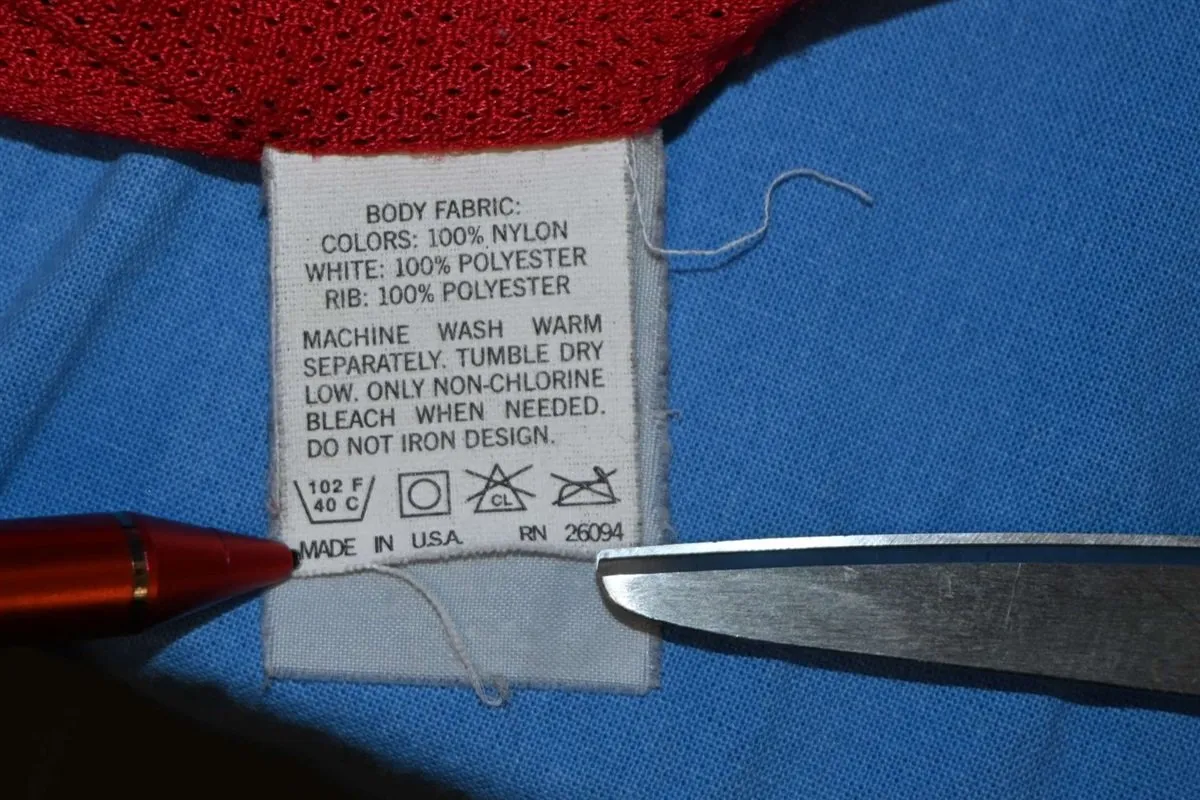 BODY FABRIC:
COLORS: 100% NYLON
WHITE: 100% POLYESTER
RIB: 100% POLYESTER
MACHINE WASH WARM
SEPARATELY. TUMBLE DRY
LOW. ONLY NON-CHLORINE
BLEACH WHEN NEEDED.
DO NOT IRON DESIGN.
102 F
40 C
CL
MADE IN U.S.A. RN 26094